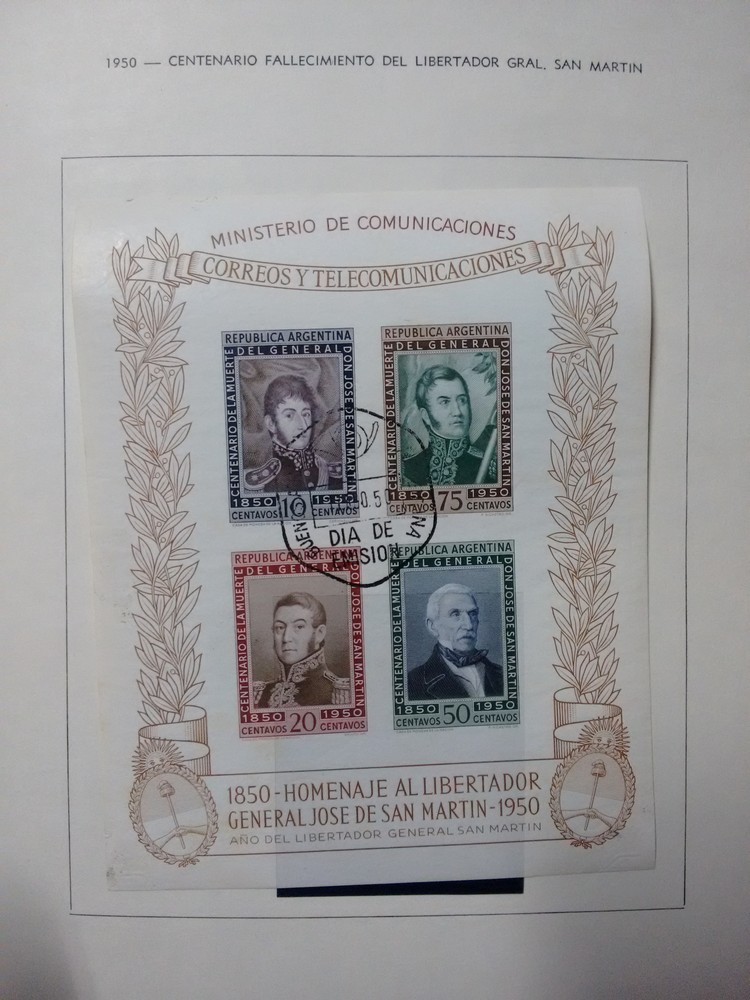 1950 — CENTENARIO FALLECIMIENTO DEL LIBERTADOR GRAL. SAN MARTIN
MINISTERIO DE COMUNICACIONES
CORREOS Y TELECOMUNICACIONES
REPUBLICA ARGENTINA
DEL GENERAL
CENTENARIO DE LA MUERTE
DON JOSE DE SAN MARTIN
1850 10 1950
CENTAVOS CENTAVOS
REPUBLICA ARGENTINA
DEL GENERAL
CENTENARIO DE LA MUERTE
DON JOSE DE SAN MARTIN
1850 75 1950
CENTAVOS CENTAVOS
DIA DE
EMISION
REPUBLICA ARGENTINA
DEL GENERAL
CENTENARIO DE LA MUERTE
DON JOSE DE SAN MARTIN
1850 20 1950
CENTAVOS CENTAVOS
REPUBLICA ARGENTINA
DEL GENERAL
CENTENARIO DE LA MUERTE
DON JOSE DE SAN MARTIN
1850 50 1950
CENTAVOS CENTAVOS
1850 - HOMENAJE AL LIBERTADOR
GENERAL JOSE DE SAN MARTIN - 1950
AÑO DEL LIBERTADOR GENERAL SAN MARTIN